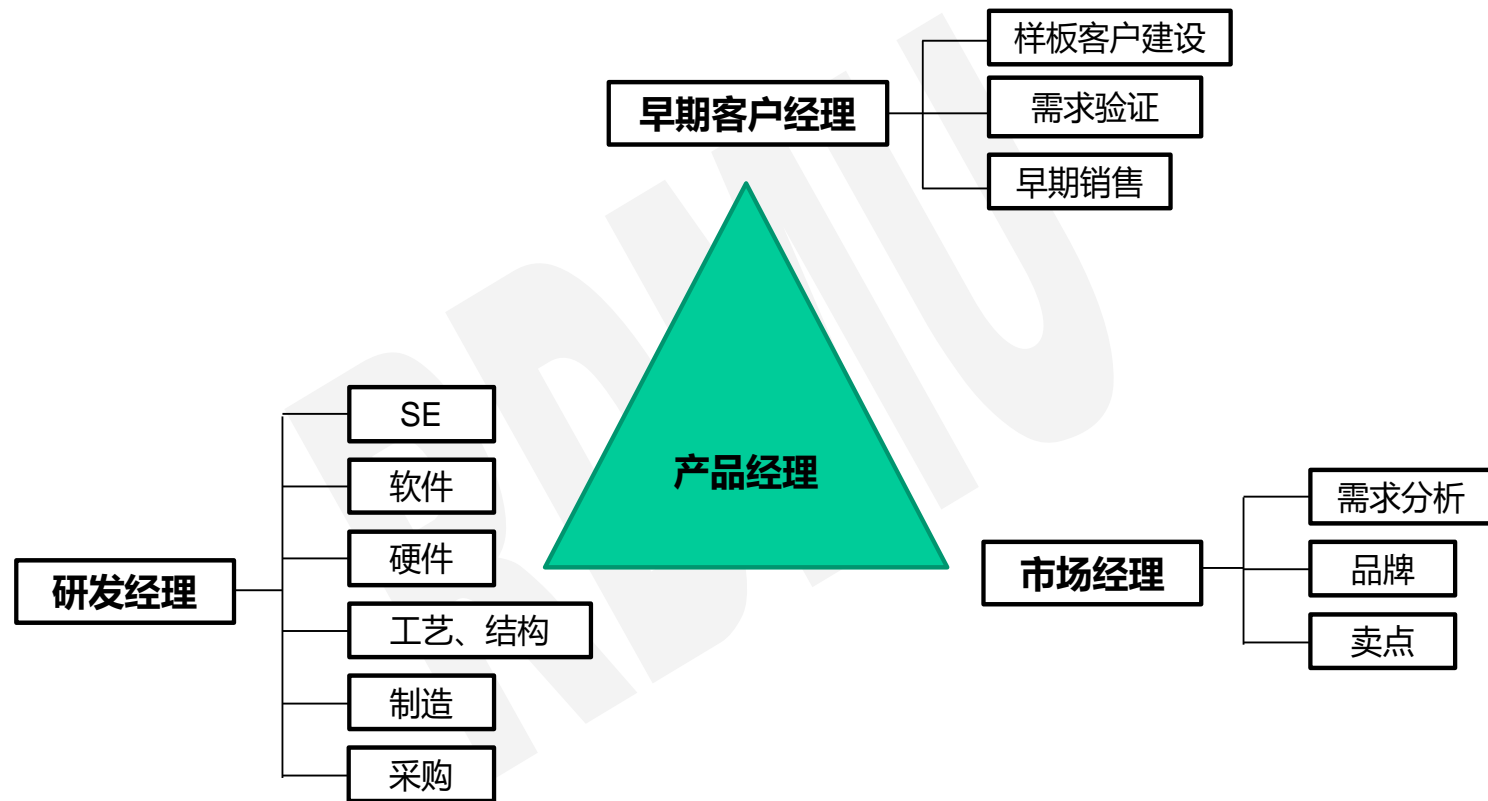 样板客户建设
早期客户经理
需求验证
早期销售
产品经理
研发经理
SE
软件
硬件
工艺、结构
制造
采购
市场经理
需求分析
品牌
卖点
RDMU